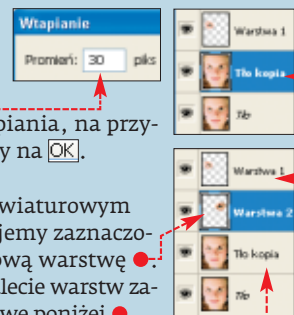 Wtapianie
Promień: 30 piks
piania, na przy-
y na OK.
wiaturowym
jemy zaznaczo-
ową warstwę
lecie warstw za-
we poniżej
Warstwa 1
Tło kopia
Tło
Warstwa 1
Warstwa 2
Tło kopia
Tło